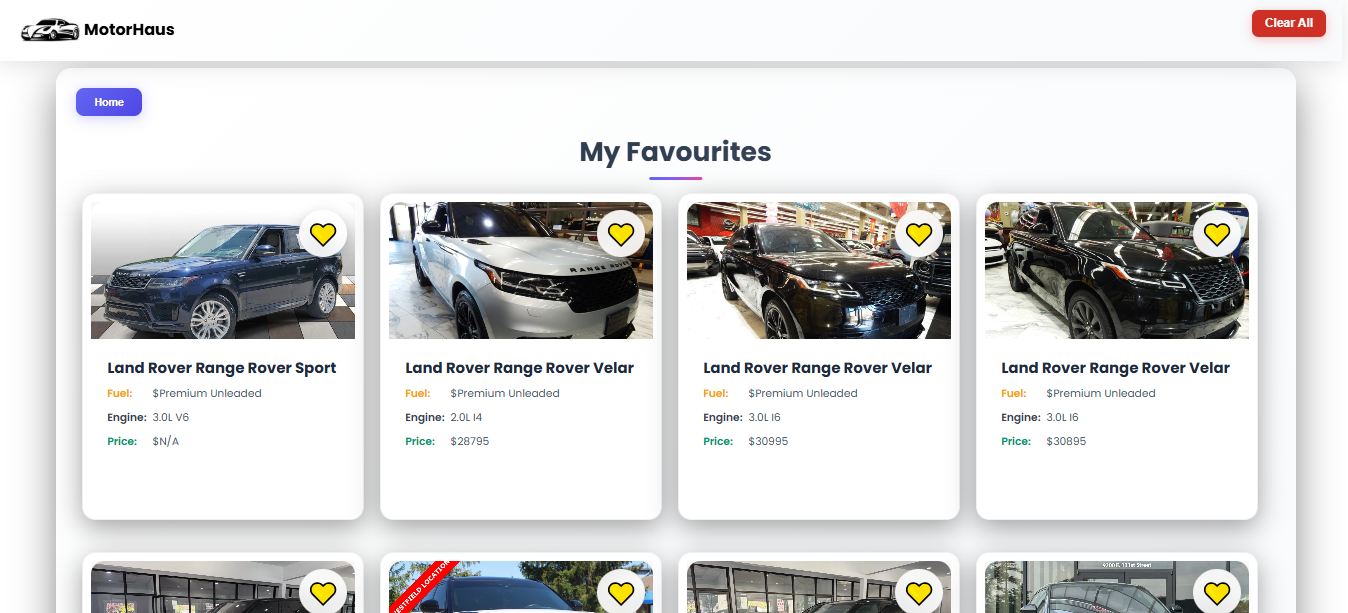 MotorHaus
Clear All
Home
My Favourites
Land Rover Range Rover Sport
Fuel: $Premium Unleaded
Engine: 3.0L V6
Price: $N/A
Land Rover Range Rover Velar
Fuel: $Premium Unleaded
Engine: 2.0L I4
Price: $28795
Land Rover Range Rover Velar
Fuel: $Premium Unleaded
Engine: 3.0L I6
Price: $30995
Land Rover Range Rover Velar
Fuel: $Premium Unleaded
Engine: 3.0L I6
Price: $30895
RANGE ROVER
LOCATION